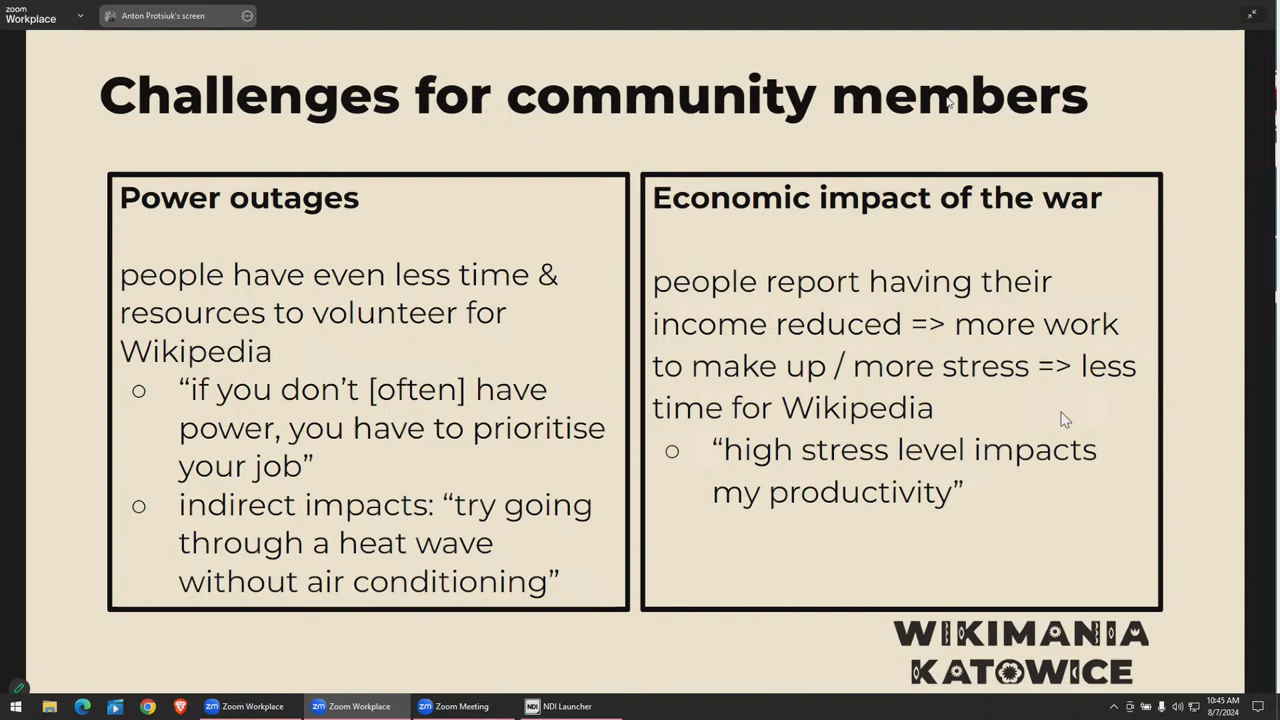 zoom
Workplace
Anton Protsiuk's screen
Challenges for community members
Power outages
people have even less time &
resources to volunteer for
Wikipedia
○ “if you don’t [often] have
power, you have to prioritise
your job”
○ indirect impacts: “try going
through a heat wave
without air conditioning”
Economic impact of the war
people report having their
income reduced => more work
to make up / more stress => less
time for Wikipedia
○ “high stress level impacts
my productivity”
WIKIMANIA
KATOWICE
zm Zoom Workplace
zm Zoom Workplace
zm Zoom Meeting
NDI Launcher
10:45 AM
8/7/2024